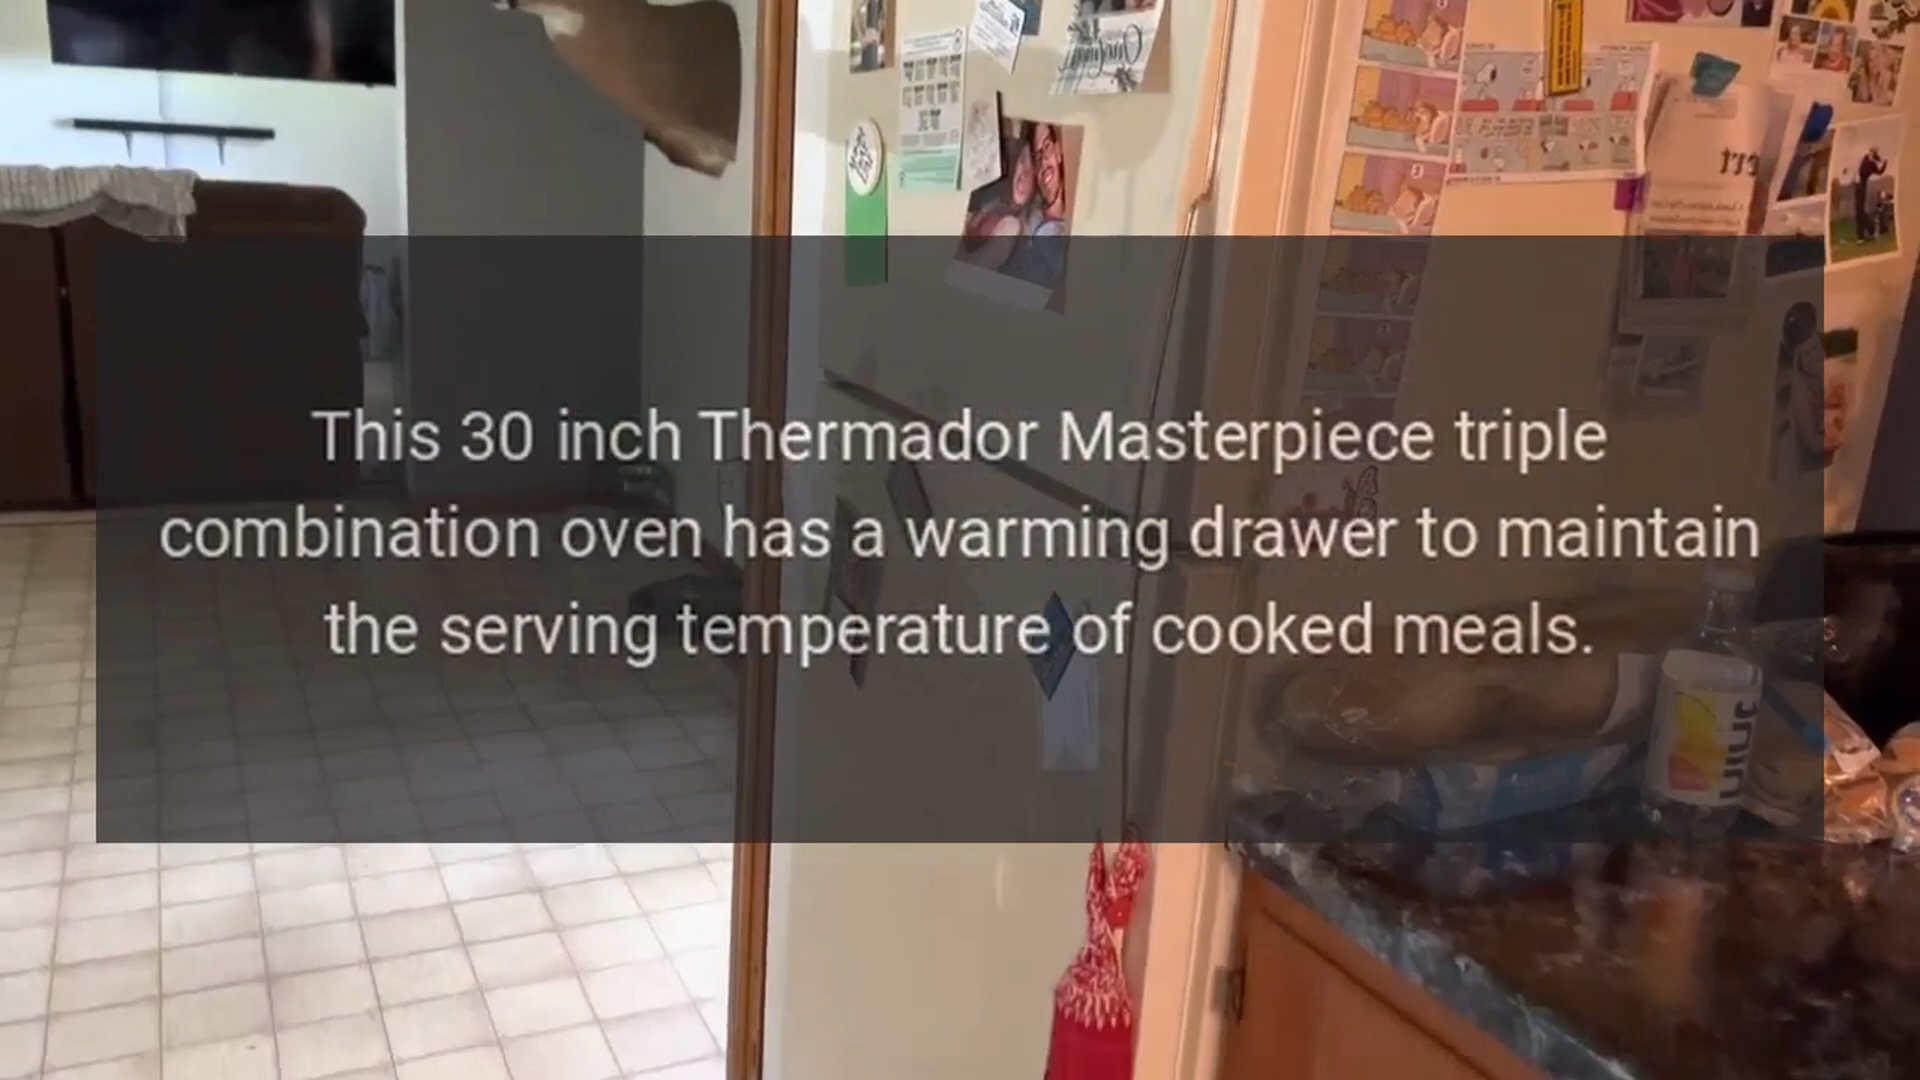 This 30 inch Thermador Masterpiece triple
combination oven has a warming drawer to maintain
the serving temperature of cooked meals.